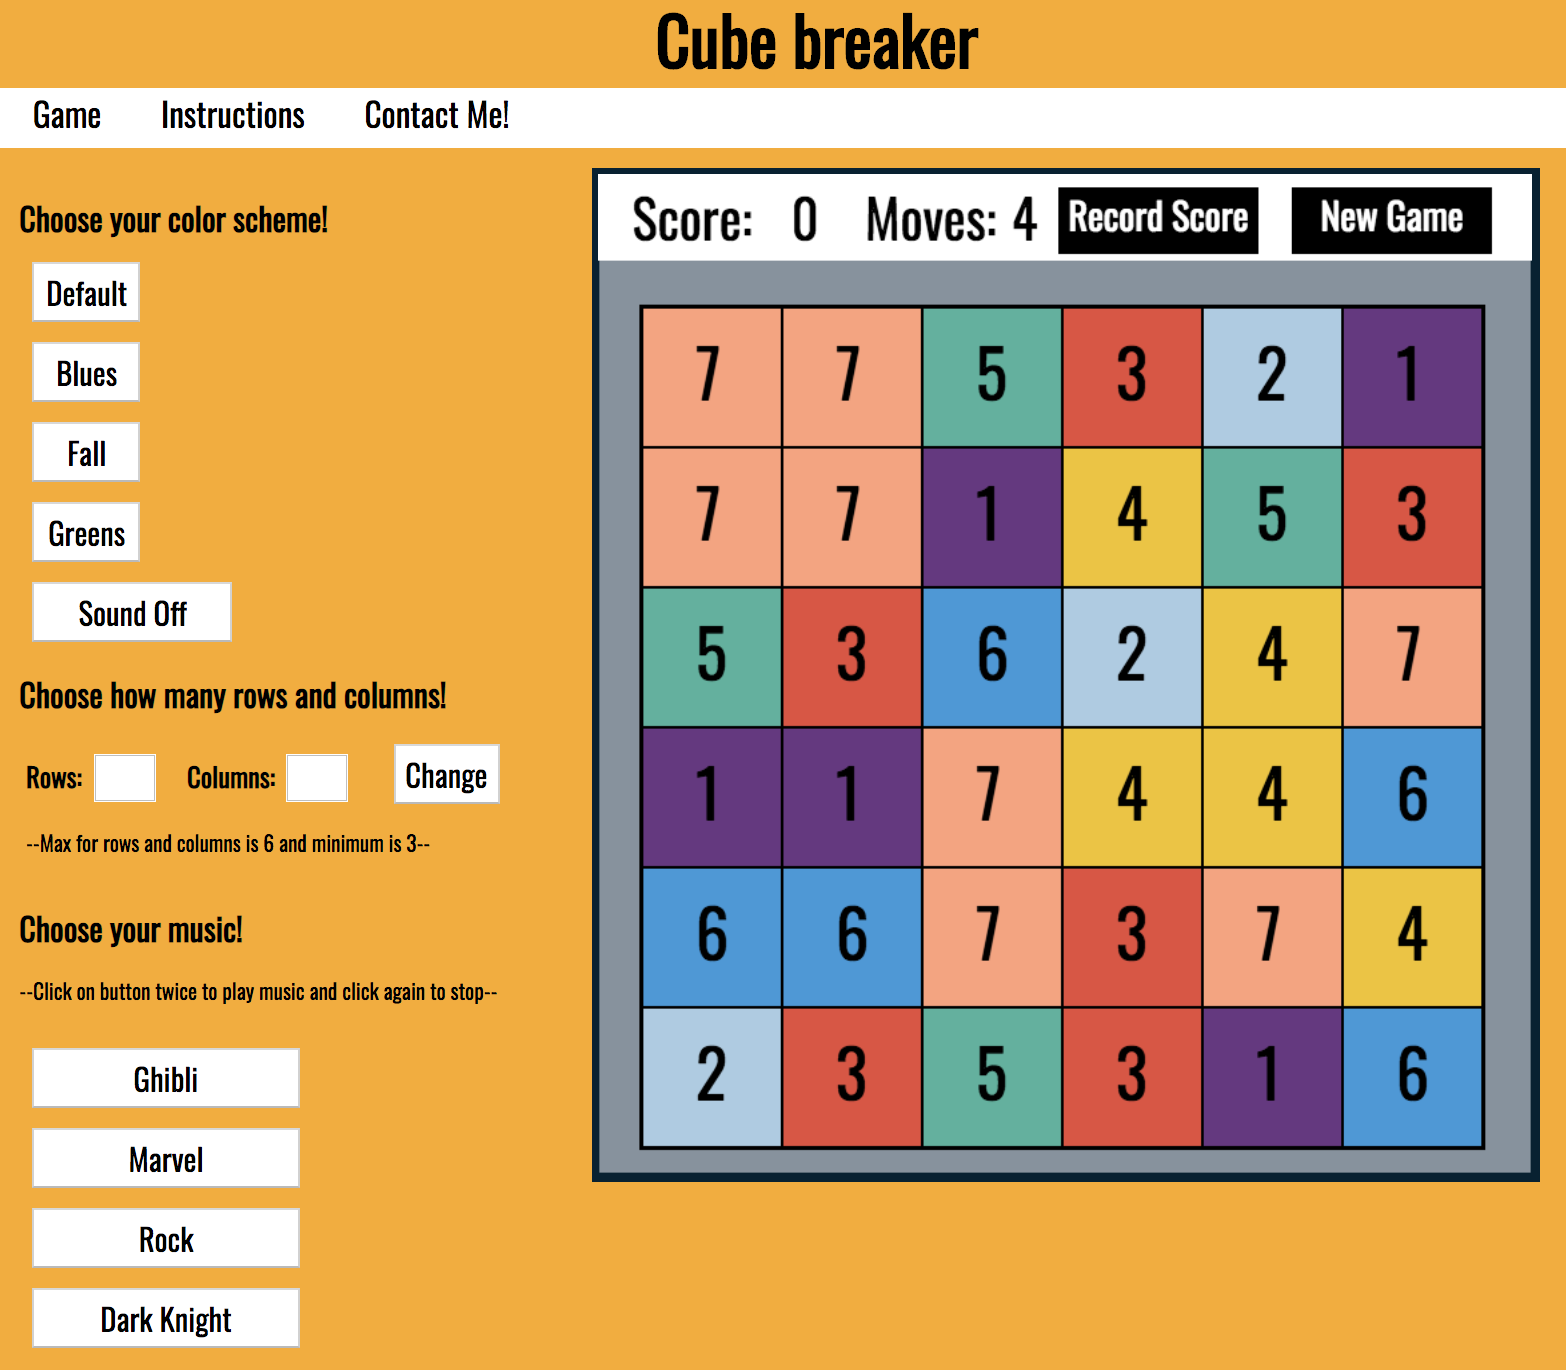 Cube breaker
Game Instructions Contact Me!
Choose your color scheme!
Default
Blues
Fall
Greens
Sound Off
Choose how many rows and columns!
Rows: Columns: Change
--Max for rows and columns is 6 and minimum is 3--
Choose your music!
--Click on button twice to play music and click again to stop--
Ghibli
Marvel
Rock
Dark Knight
Score: 0 Moves: 4 Record Score New Game
7 7 5 3 2 1
7 7 1 4 5 3
5 3 6 2 4 7
1 1 7 4 4 6
6 6 7 3 7 4
2 3 5 3 1 6